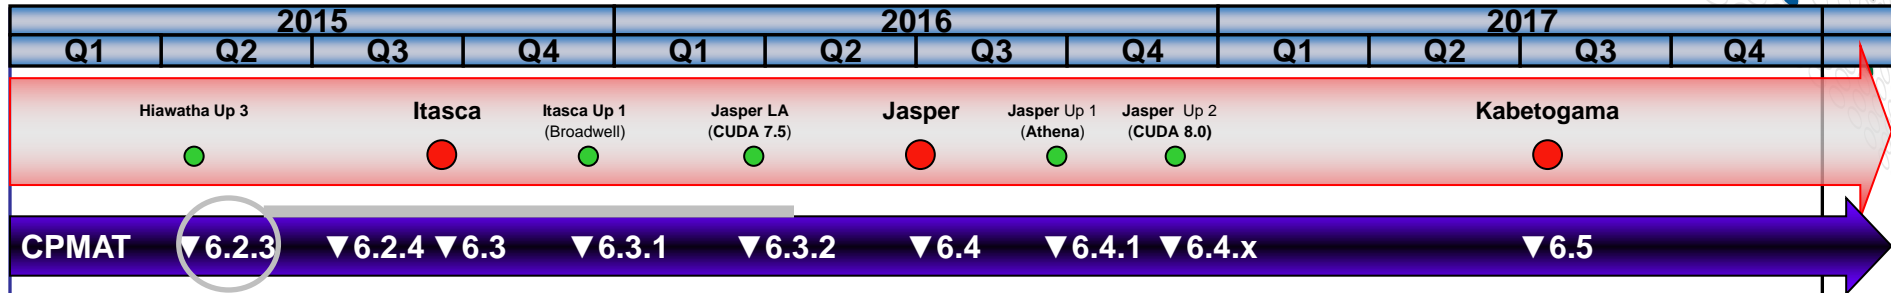 2015 2016 2017
Q1 Q2 Q3 Q4 Q1 Q2 Q3 Q4 Q1 Q2 Q3 Q4
Hiawatha Up 3 Itasca Itasca Up 1 Jasper LA Jasper Jasper Up 1 Jasper Up 2 Kabetogama
(Broadwell) (CUDA 7.5) (Athena) (CUDA 8.0)
CPMAT ▼6.2.3 ▼6.2.4 ▼6.3 ▼6.3.1 ▼6.3.2 ▼6.4 ▼6.4.1 ▼6.4.x ▼6.5